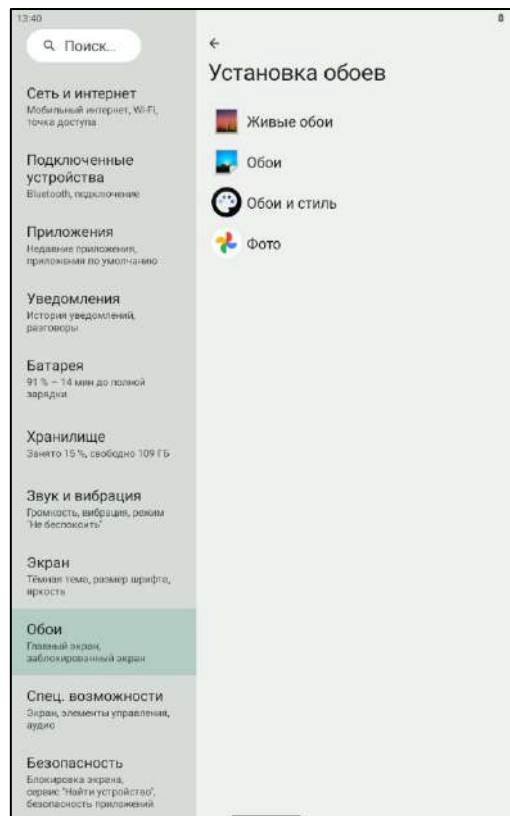 13:40
Поиск...
Сеть и интернет
Мобильный интернет, Wi-Fi,
точка доступа
Подключенные
устройства
Bluetooth, подключение
Приложения
Недавние приложения,
приложения по умолчанию
Уведомления
История уведомлений,
разговоры
Батарея
91 % – 14 мин до полной
зарядки
Хранилище
Занято 15 %, свободно 109 ГБ
Звук и вибрация
Громкость, вибрация, режим
"Не беспокоить"
Экран
Тёмная тема, размер шрифта,
яркость
Обои
Главный экран,
заблокированный экран
Спец. возможности
Экран, элементы управления,
аудио
Безопасность
Блокировка экрана,
сервис "Найти устройство",
безопасность приложений
Установка обоев
Живые обои
Обои
Обои и стиль
Фото